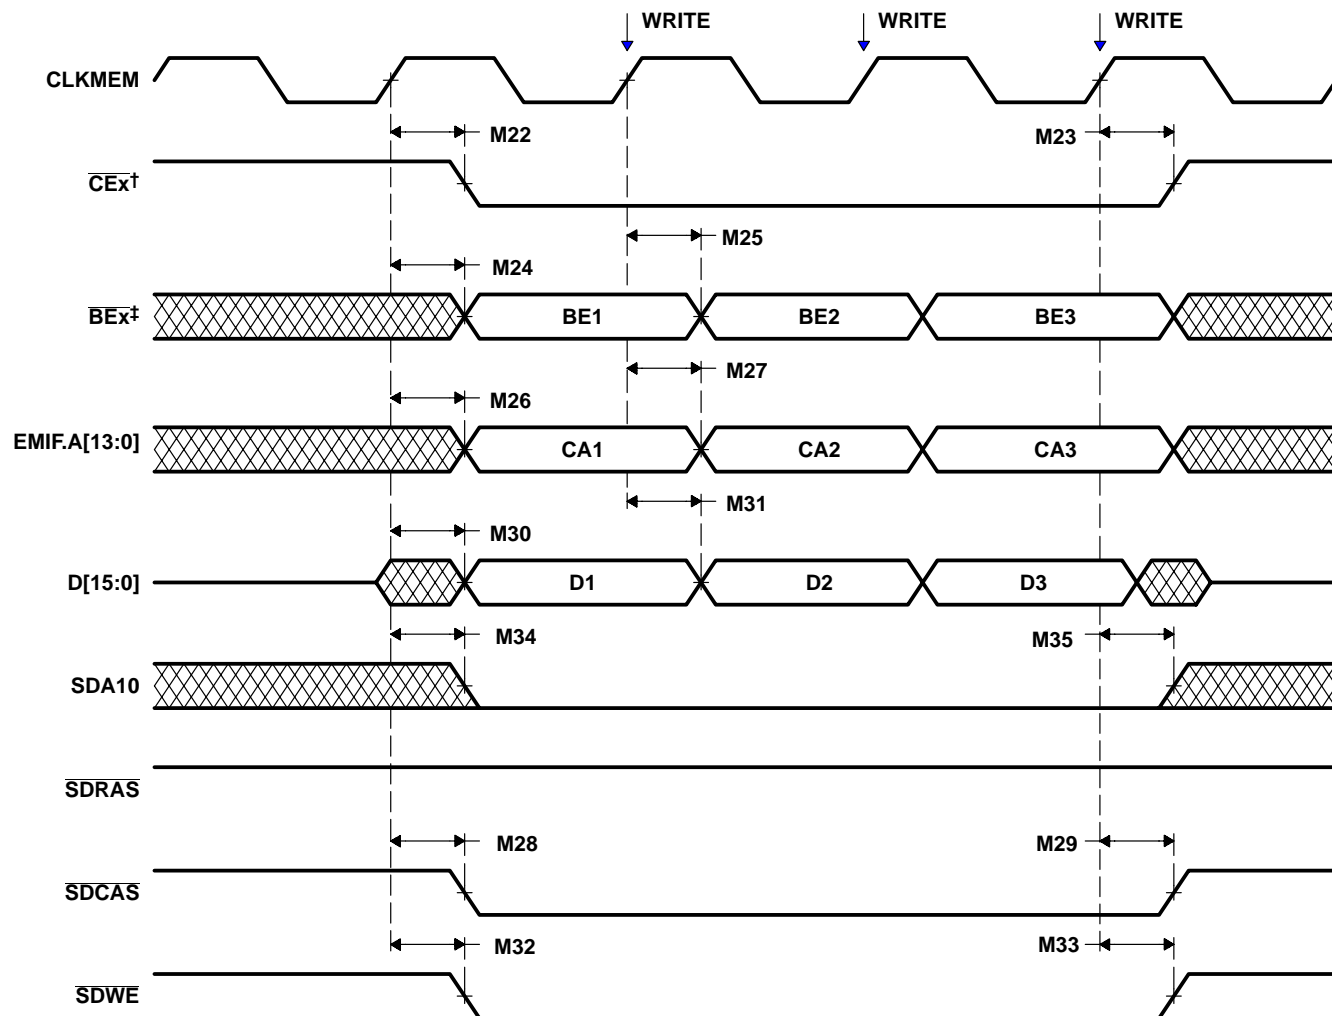 WRITE WRITE WRITE
CLKMEM
M22 M23
CEx†
M25
M24
BEx‡ BE1 BE2 BE3
M27
M26
EMIF.A[13:0] CA1 CA2 CA3
M31
M30
D[15:0] D1 D2 D3
M34 M35
SDA10
SDRAS
M28 M29
SDCAS
M32 M33
SDWE